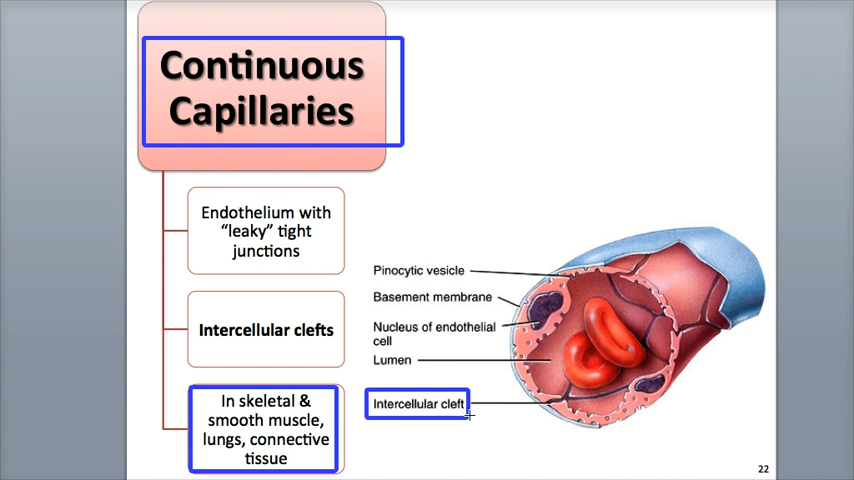 Continuous
Capillaries
Endothelium with
“leaky” tight
junctions
Intercellular clefts
In skeletal &
smooth muscle,
lungs, connective
tissue
Pinocytic vesicle
Basement membrane
Nucleus of endothelial
cell
Lumen
Intercellular cleft
22